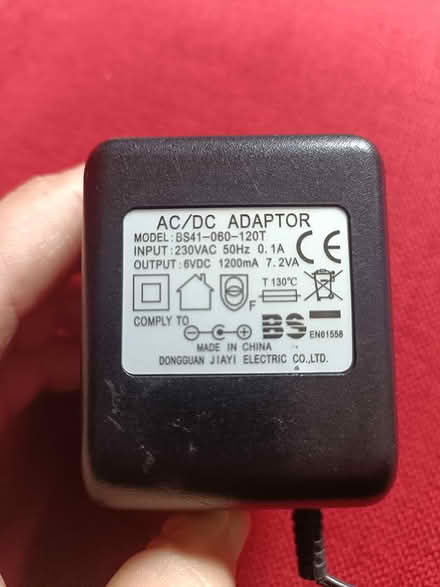 AC/DC ADAPTOR
MODEL: BS41-060-120T
INPUT: 230VAC 50Hz 0.1A
OUTPUT: 6VDC 1200mA 7.2VA
CE
F
T 130℃
COMPLY TO
BS
EN61558
MADE IN CHINA
DONGGUAN JIAYI ELECTRIC CO.,LTD.